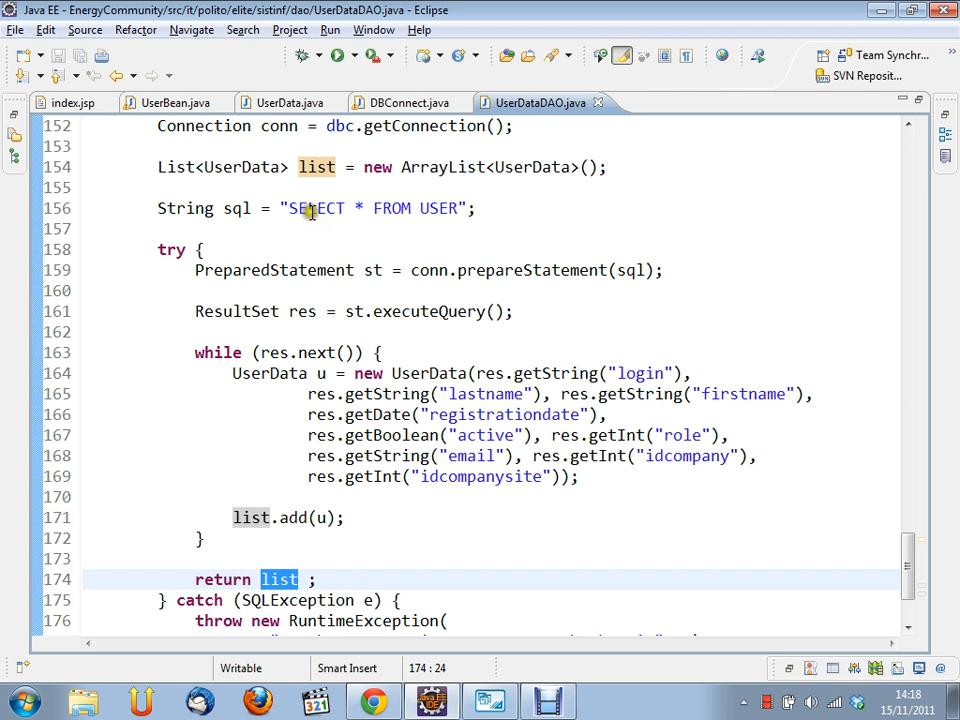 Java EE - EnergyCommunity/src/it/polito/elite/sistinf/dao/UserDataDAO.java - Eclipse
File Edit Source Refactor Navigate Search Project Run Window Help
Team Synchr...
SVN Reposit...
index.jsp UserBean.java UserData.java DBConnect.java UserDataDAO.java
152 Connection conn = dbc.getConnection();
153
154 List<UserData> list = new ArrayList<UserData>();
155
156 String sql = "SELECT * FROM USER";
157
158 try {
159 PreparedStatement st = conn.prepareStatement(sql);
160
161 ResultSet res = st.executeQuery();
162
163 while (res.next()) {
164 UserData u = new UserData(res.getString("login"),
165 res.getString("lastname"), res.getString("firstname"),
166 res.getDate("registrationdate"),
167 res.getBoolean("active"), res.getInt("role"),
168 res.getString("email"), res.getInt("idcompany"),
169 res.getInt("idcompanysite"));
170
171 list.add(u);
172 }
173
174 return list ;
175 } catch (SQLException e) {
176 throw new RuntimeException(
Writable Smart Insert 174 : 24
14:18
15/11/2011